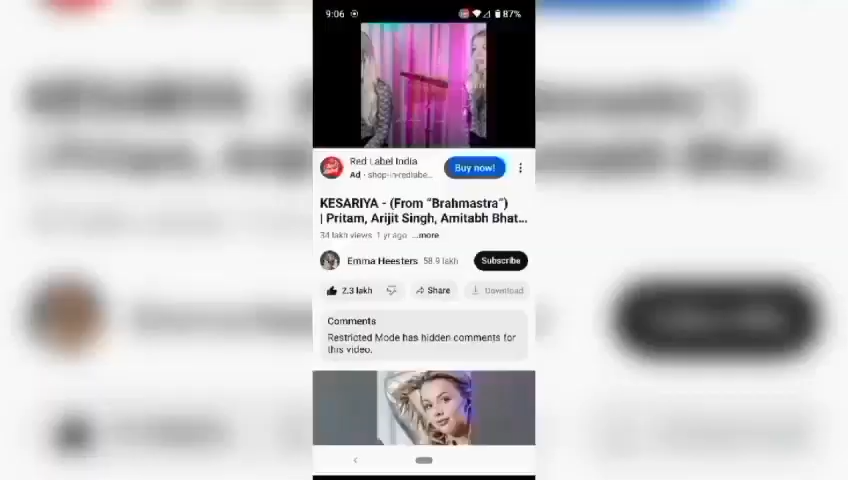 9:06
87%
Red Label India
Buy now!
Ad · shop-in-redlabe...
KESARIYA - (From “Brahmastra”)
| Pritam, Arijit Singh, Amitabh Bhat...
34 lakh views 1 yr ago ...more
Emma Heesters 58.9 lakh
Subscribe
2.3 lakh
Share
Download
Comments
Restricted Mode has hidden comments for
this video.